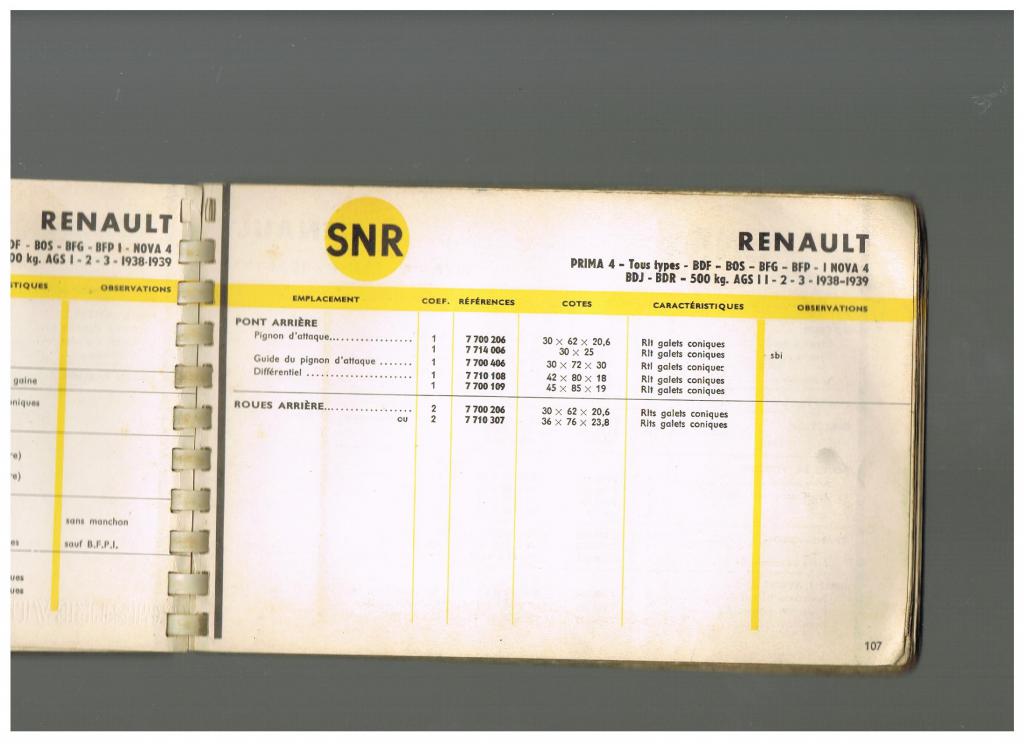 RENAULT
DF - BOS - BFG - BFP I - NOVA 4
00 kg. AGS I - 2 - 3 - 1938-1939
TIQUES OBSERVATIONS
gaine
oniques
re)
re)
sans manchon
es sauf B.F.P.I.
ques
ues
SNR
RENAULT
PRIMA 4 - Tous types - BDF - BOS - BFG - BFP - I NOVA 4
BDJ - BDR - 500 kg. AGS I I - 2 - 3 - 1938-1939
EMPLACEMENT COEF. RÉFÉRENCES COTES CARACTÉRISTIQUES OBSERVATIONS
PONT ARRIÈRE
Pignon d'attaque................. 1 7 700 206 30 × 62 × 20,6 Rlt galets coniques
1 7 714 006 30 × 25 Rlt galets coniques sbi
Guide du pignon d'attaque ....... 1 7 700 406 30 × 72 × 30 Rtl galets coniques
Différentiel ...................... 1 7 710 108 42 × 80 × 18 Rlt galets coniques
1 7 700 109 45 × 85 × 19 Rlt galets coniques
ROUES ARRIÈRE.................. 2 7 700 206 30 × 62 × 20,6 Rlts galets coniques
ou 2 7 710 307 36 × 76 × 23,8 Rlts galets coniques
107